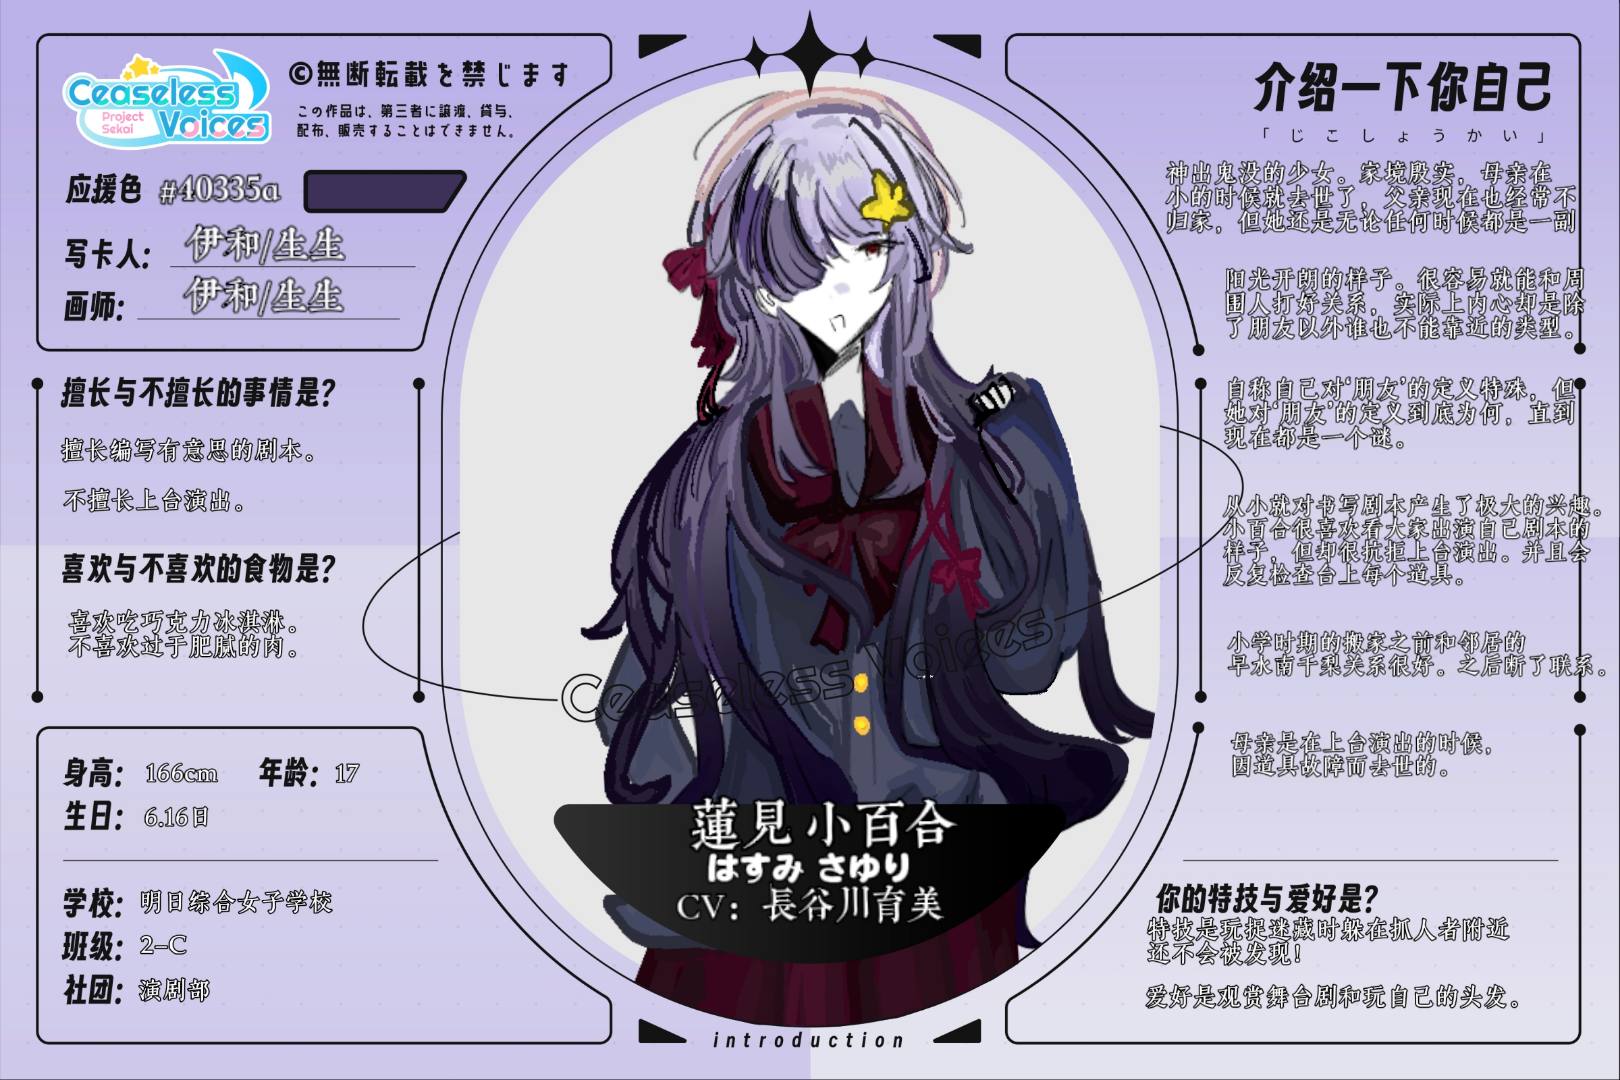 Ceaseless
Project
Sekai
Voices
©無断転載を禁じます
この作品は、第三者に譲渡、貸与、
配布、販売することはできません。
应援色 #40335a
写卡人： 伊和/生生
画师： 伊和/生生
擅长与不擅长的事情是？
擅长编写有意思的剧本。
不擅长上台演出。
喜欢与不喜欢的食物是？
喜欢吃巧克力冰淇淋。
不喜欢过于肥腻的肉。
身高： 166cm 年龄： 17
生日： 6.16日
学校： 明日综合女子学校
班级： 2-C
社团： 演剧部
Ceaseless Voices
蓮見 小百合
はすみ さゆり
CV：長谷川育美
introduction
介绍一下你自己
「じこしょうかい」
神出鬼没的少女。家境殷实，母亲在
小的时候就去世了，父亲现在也经常不
归家，但她还是无论任何时候都是一副
阳光开朗的样子。很容易就能和周
围人打好关系，实际上内心却是除
了朋友以外谁也不能靠近的类型。
自称自己对‘朋友’的定义特殊，但
她对‘朋友’的定义到底为何，直到
现在都是一个谜。
从小就对书写剧本产生了极大的兴趣。
小百合很喜欢看大家出演自己剧本的
样子，但却很抗拒上台演出。并且会
反复检查台上每个道具。
小学时期的搬家之前和邻居的
早水南千梨关系很好。之后断了联系。
母亲是在上台演出的时候，
因道具故障而去世的。
你的特技与爱好是？
特技是玩捉迷藏时躲在抓人者附近
还不会被发现！
爱好是观赏舞台剧和玩自己的头发。